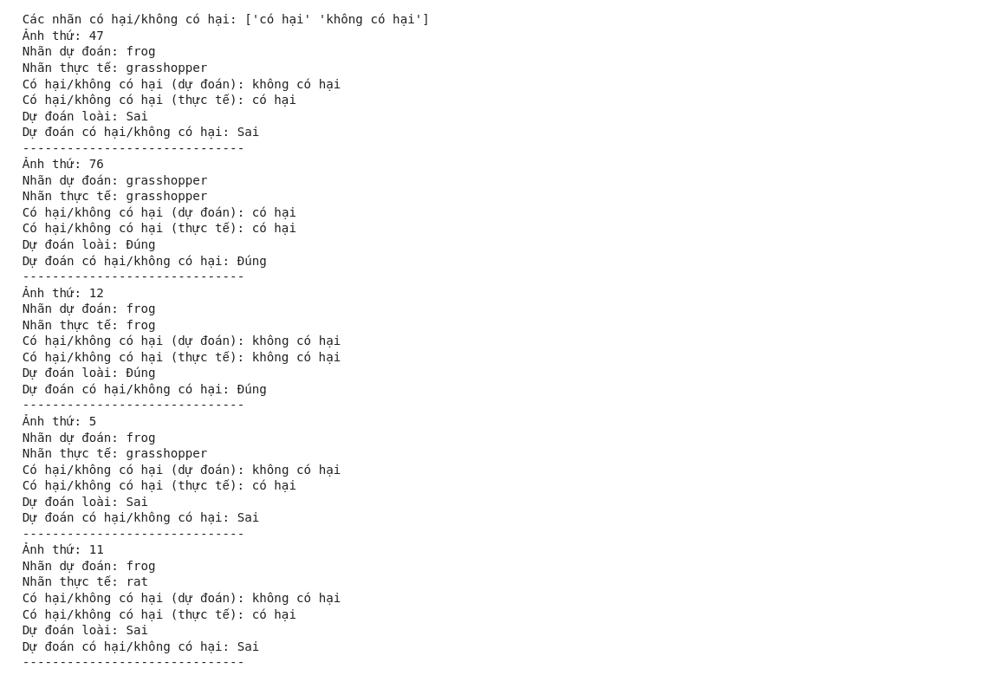 Các nhãn có hại/không có hại: ['có hại' 'không có hại']
Ảnh thứ: 47
Nhãn dự đoán: frog
Nhãn thực tế: grasshopper
Có hại/không có hại (dự đoán): không có hại
Có hại/không có hại (thực tế): có hại
Dự đoán loài: Sai
Dự đoán có hại/không có hại: Sai
------------------------------
Ảnh thứ: 76
Nhãn dự đoán: grasshopper
Nhãn thực tế: grasshopper
Có hại/không có hại (dự đoán): có hại
Có hại/không có hại (thực tế): có hại
Dự đoán loài: Đúng
Dự đoán có hại/không có hại: Đúng
------------------------------
Ảnh thứ: 12
Nhãn dự đoán: frog
Nhãn thực tế: frog
Có hại/không có hại (dự đoán): không có hại
Có hại/không có hại (thực tế): không có hại
Dự đoán loài: Đúng
Dự đoán có hại/không có hại: Đúng
------------------------------
Ảnh thứ: 5
Nhãn dự đoán: frog
Nhãn thực tế: grasshopper
Có hại/không có hại (dự đoán): không có hại
Có hại/không có hại (thực tế): có hại
Dự đoán loài: Sai
Dự đoán có hại/không có hại: Sai
------------------------------
Ảnh thứ: 11
Nhãn dự đoán: frog
Nhãn thực tế: rat
Có hại/không có hại (dự đoán): không có hại
Có hại/không có hại (thực tế): có hại
Dự đoán loài: Sai
Dự đoán có hại/không có hại: Sai
------------------------------